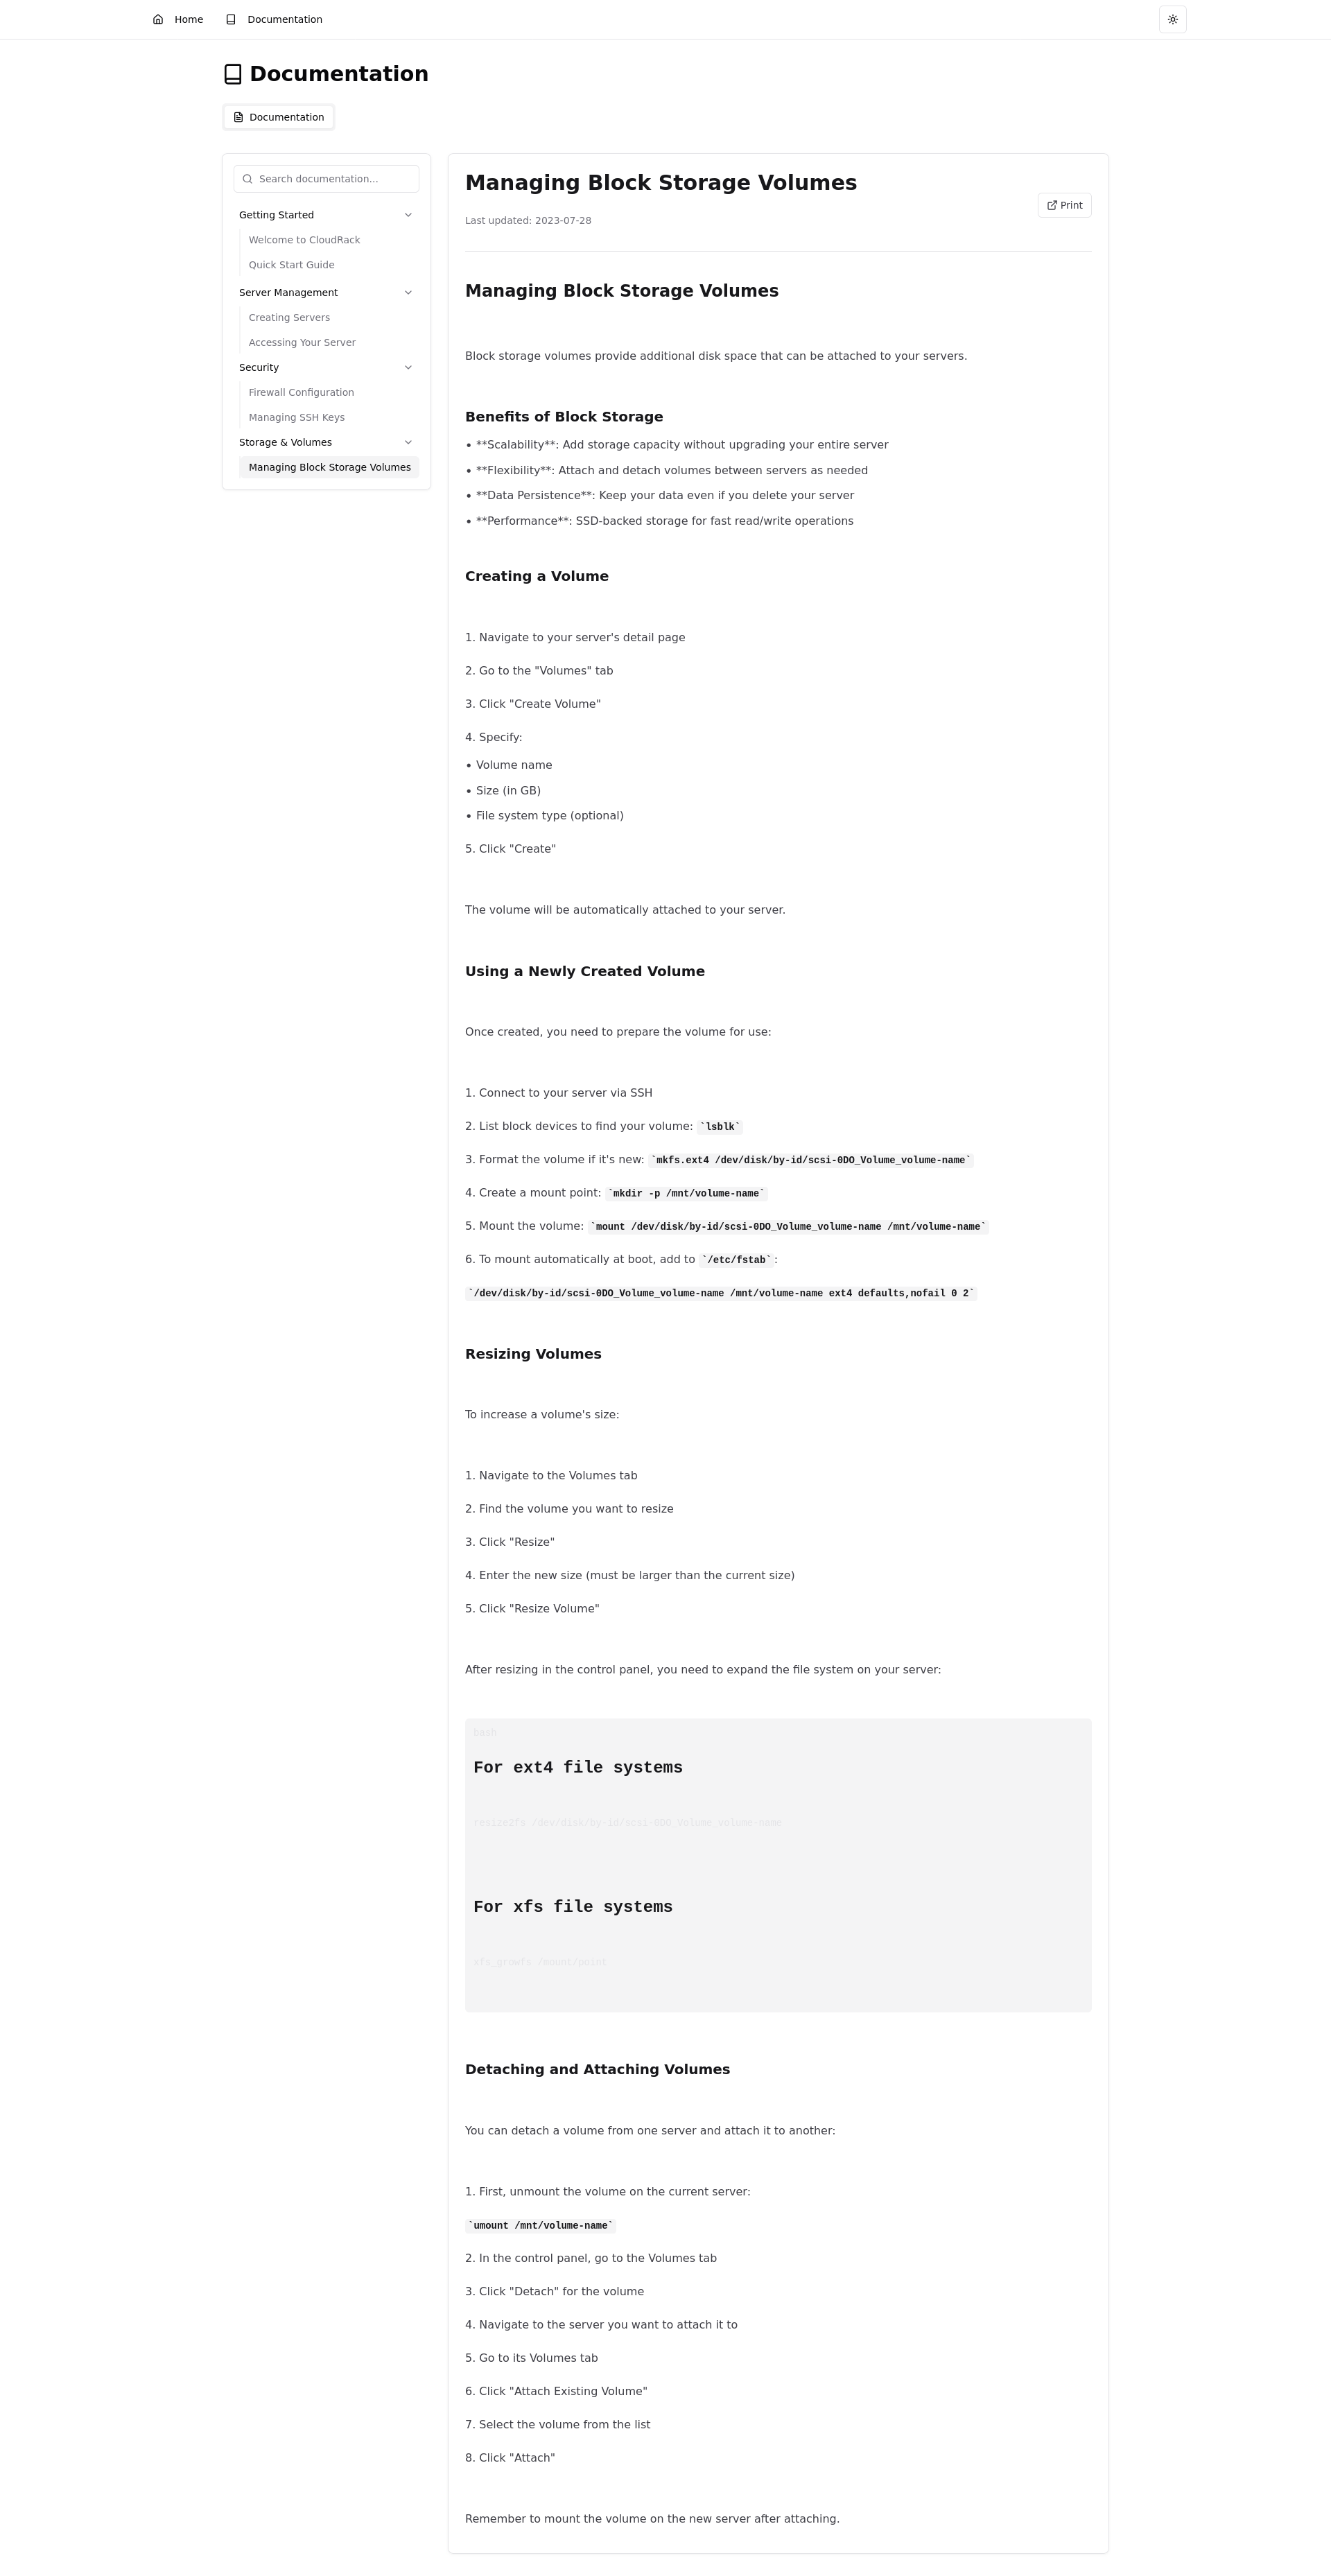 Home
Documentation
Documentation
Documentation
Search documentation...
Getting Started
Welcome to CloudRack
Quick Start Guide
Server Management
Creating Servers
Accessing Your Server
Security
Firewall Configuration
Managing SSH Keys
Storage & Volumes
Managing Block Storage Volumes
Managing Block Storage Volumes
Last updated: 2023-07-28
Print
Managing Block Storage Volumes
Block storage volumes provide additional disk space that can be attached to your servers.
Benefits of Block Storage
• **Scalability**: Add storage capacity without upgrading your entire server
• **Flexibility**: Attach and detach volumes between servers as needed
• **Data Persistence**: Keep your data even if you delete your server
• **Performance**: SSD-backed storage for fast read/write operations
Creating a Volume
1. Navigate to your server's detail page
2. Go to the "Volumes" tab
3. Click "Create Volume"
4. Specify:
• Volume name
• Size (in GB)
• File system type (optional)
5. Click "Create"
The volume will be automatically attached to your server.
Using a Newly Created Volume
Once created, you need to prepare the volume for use:
1. Connect to your server via SSH
2. List block devices to find your volume: `lsblk`
3. Format the volume if it's new: `mkfs.ext4 /dev/disk/by-id/scsi-0DO_Volume_volume-name`
4. Create a mount point: `mkdir -p /mnt/volume-name`
5. Mount the volume: `mount /dev/disk/by-id/scsi-0DO_Volume_volume-name /mnt/volume-name`
6. To mount automatically at boot, add to `/etc/fstab`:
`/dev/disk/by-id/scsi-0DO_Volume_volume-name /mnt/volume-name ext4 defaults,nofail 0 2`
Resizing Volumes
To increase a volume's size:
1. Navigate to the Volumes tab
2. Find the volume you want to resize
3. Click "Resize"
4. Enter the new size (must be larger than the current size)
5. Click "Resize Volume"
After resizing in the control panel, you need to expand the file system on your server:
bash
For ext4 file systems
resize2fs /dev/disk/by-id/scsi-0DO_Volume_volume-name
For xfs file systems
xfs_growfs /mount/point
Detaching and Attaching Volumes
You can detach a volume from one server and attach it to another:
1. First, unmount the volume on the current server:
`umount /mnt/volume-name`
2. In the control panel, go to the Volumes tab
3. Click "Detach" for the volume
4. Navigate to the server you want to attach it to
5. Go to its Volumes tab
6. Click "Attach Existing Volume"
7. Select the volume from the list
8. Click "Attach"
Remember to mount the volume on the new server after attaching.